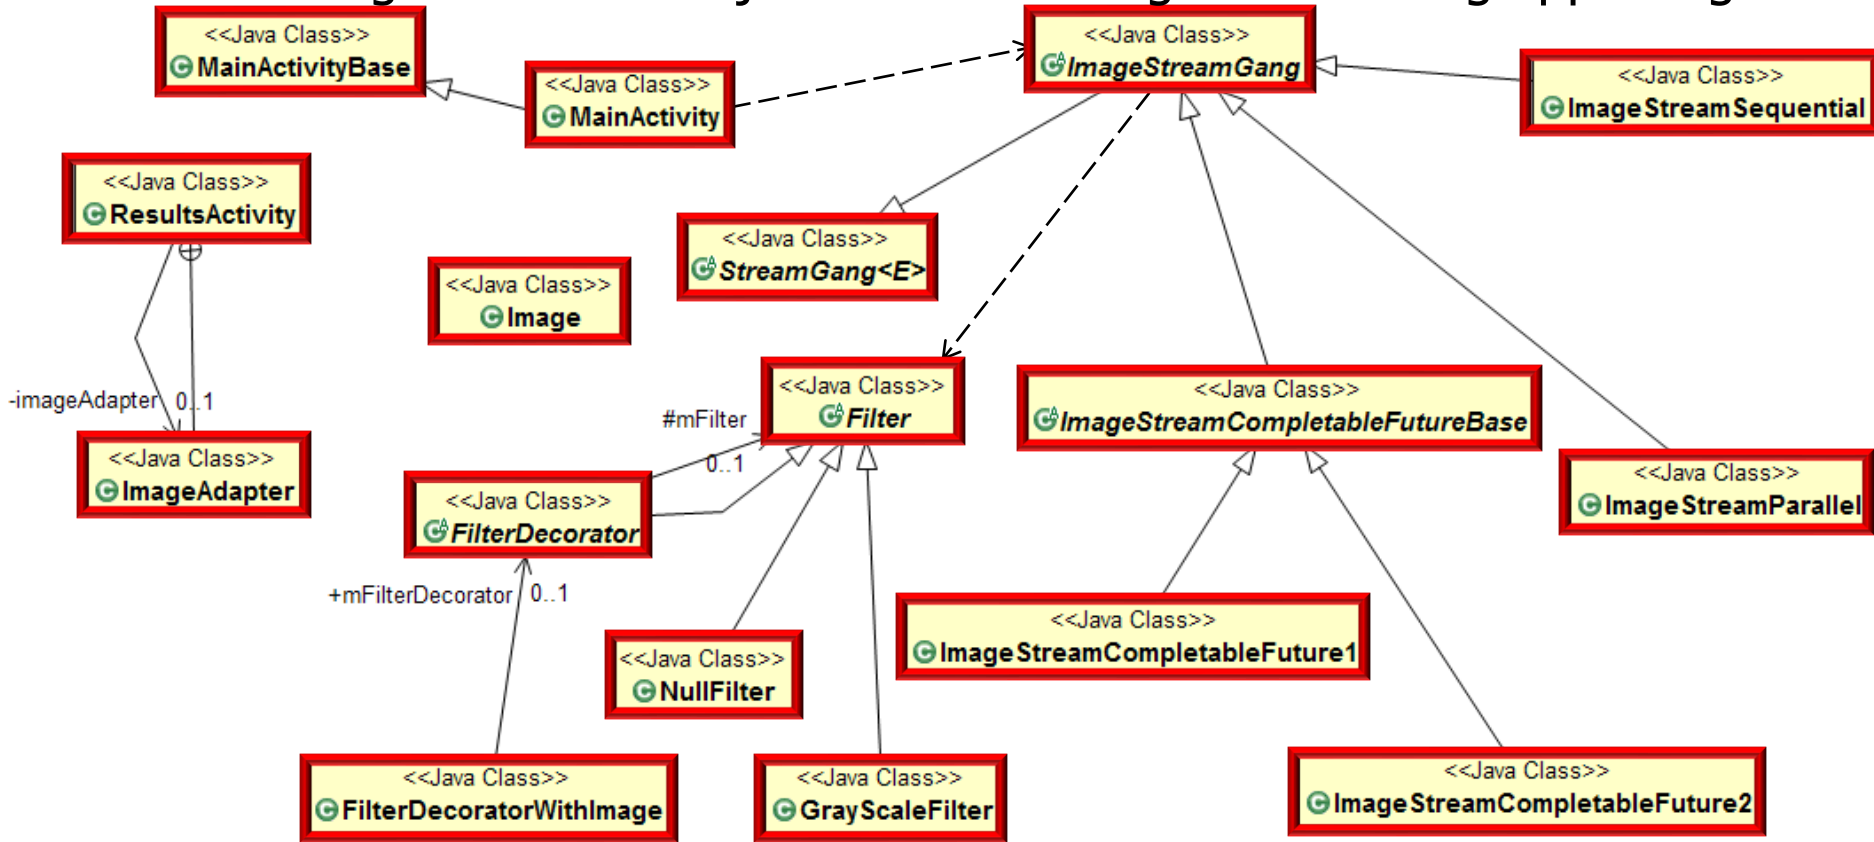 <<Java Class>>
MainActivityBase
<<Java Class>>
MainActivity
<<Java Class>>
ImageStreamGang
<<Java Class>>
ImageStreamSequential
<<Java Class>>
ResultsActivity
<<Java Class>>
StreamGang<E>
<<Java Class>>
Image
-imageAdapter 0..1
<<Java Class>>
ImageAdapter
<<Java Class>>
Filter
#mFilter
0..1
<<Java Class>>
ImageStreamCompletableFutureBase
<<Java Class>>
ImageStreamParallel
<<Java Class>>
FilterDecorator
+mFilterDecorator 0..1
<<Java Class>>
NullFilter
<<Java Class>>
ImageStreamCompletableFuture1
<<Java Class>>
FilterDecoratorWithImage
<<Java Class>>
GrayScaleFilter
<<Java Class>>
ImageStreamCompletableFuture2